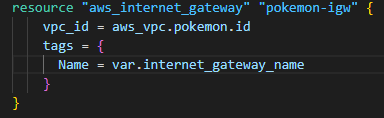 resource "aws_internet_gateway" "pokemon-igw" {
    vpc_id = aws_vpc.pokemon.id
    tags = {
      Name = var.internet_gateway_name
    }
}